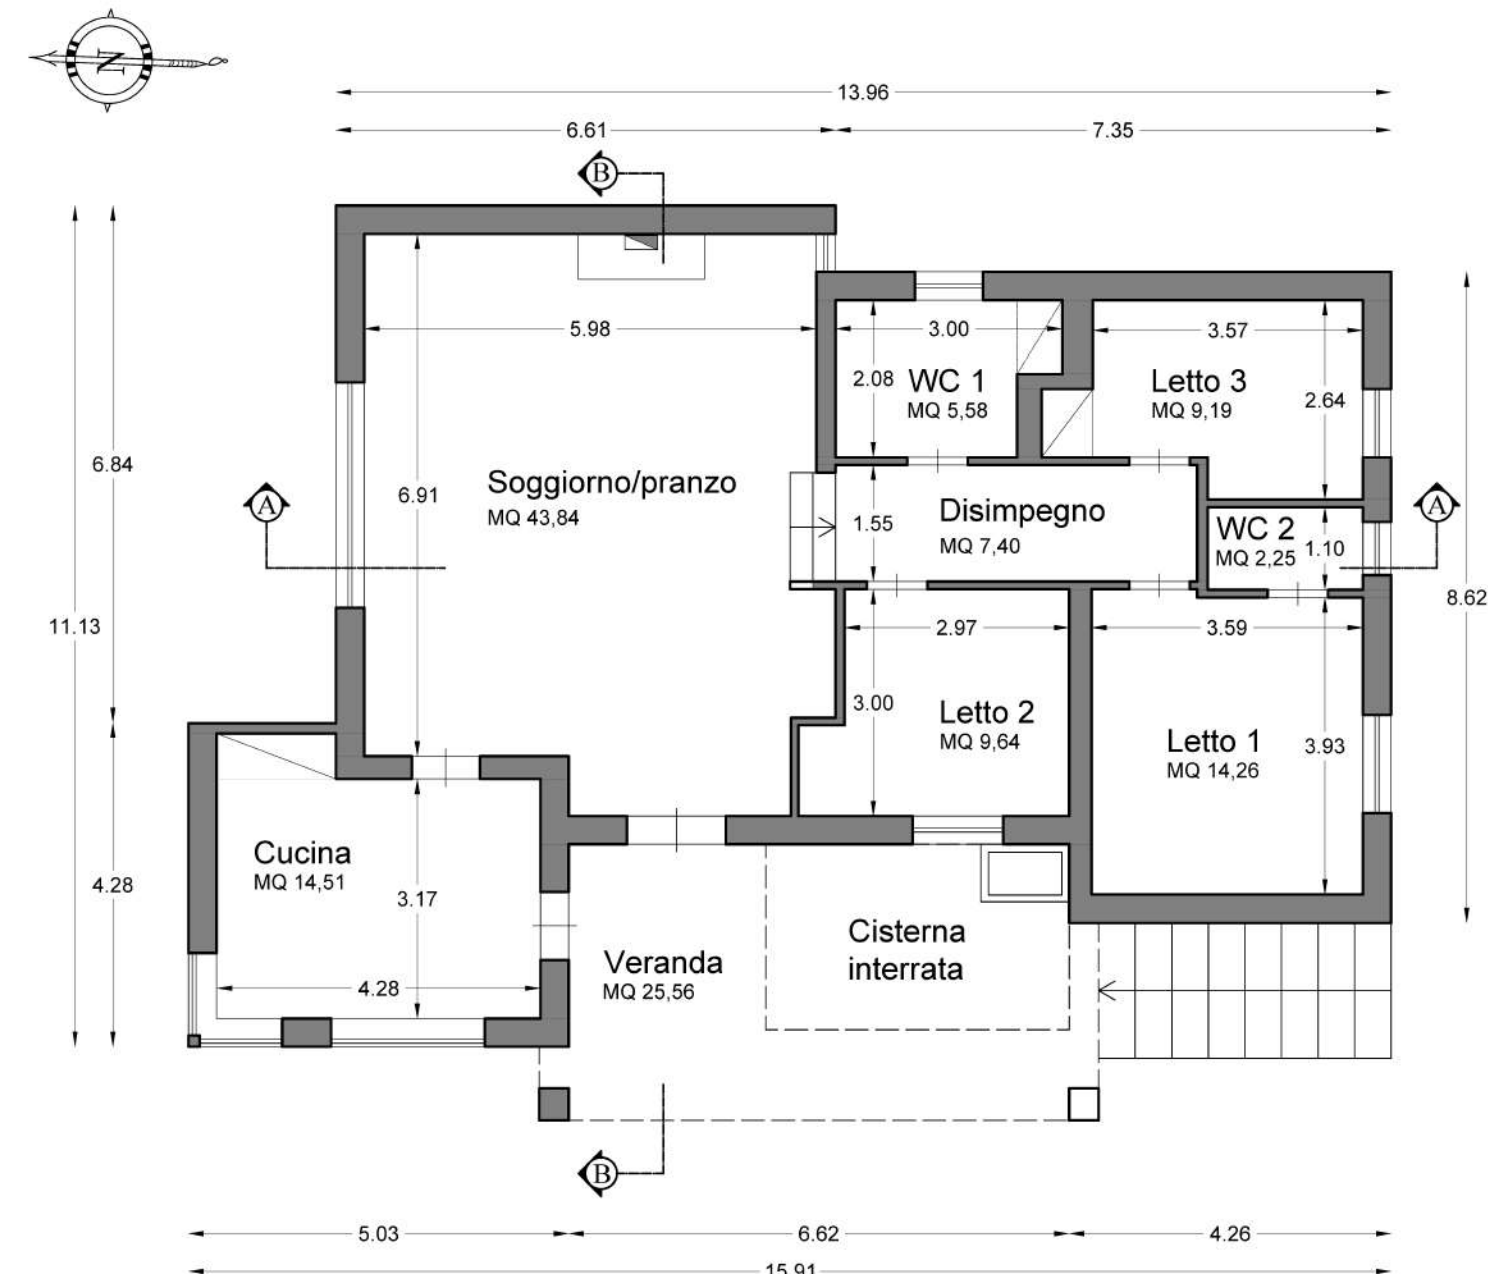 N
13.96
6.61
7.35
B
5.98
3.00
3.57
2.08
WC 1
MQ 5,58
Letto 3
MQ 9,19
2.64
6.84
6.91
Soggiorno/pranzo
MQ 43,84
A
A
1.55
Disimpegno
MQ 7,40
WC 2
MQ 2,25
1.10
11.13
8.62
2.97
3.59
3.00
Letto 2
MQ 9,64
Letto 1
MQ 14,26
3.93
Cucina
MQ 14,51
4.28
3.17
Veranda
MQ 25,56
Cisterna
interrata
4.28
B
5.03
6.62
4.26
15.91